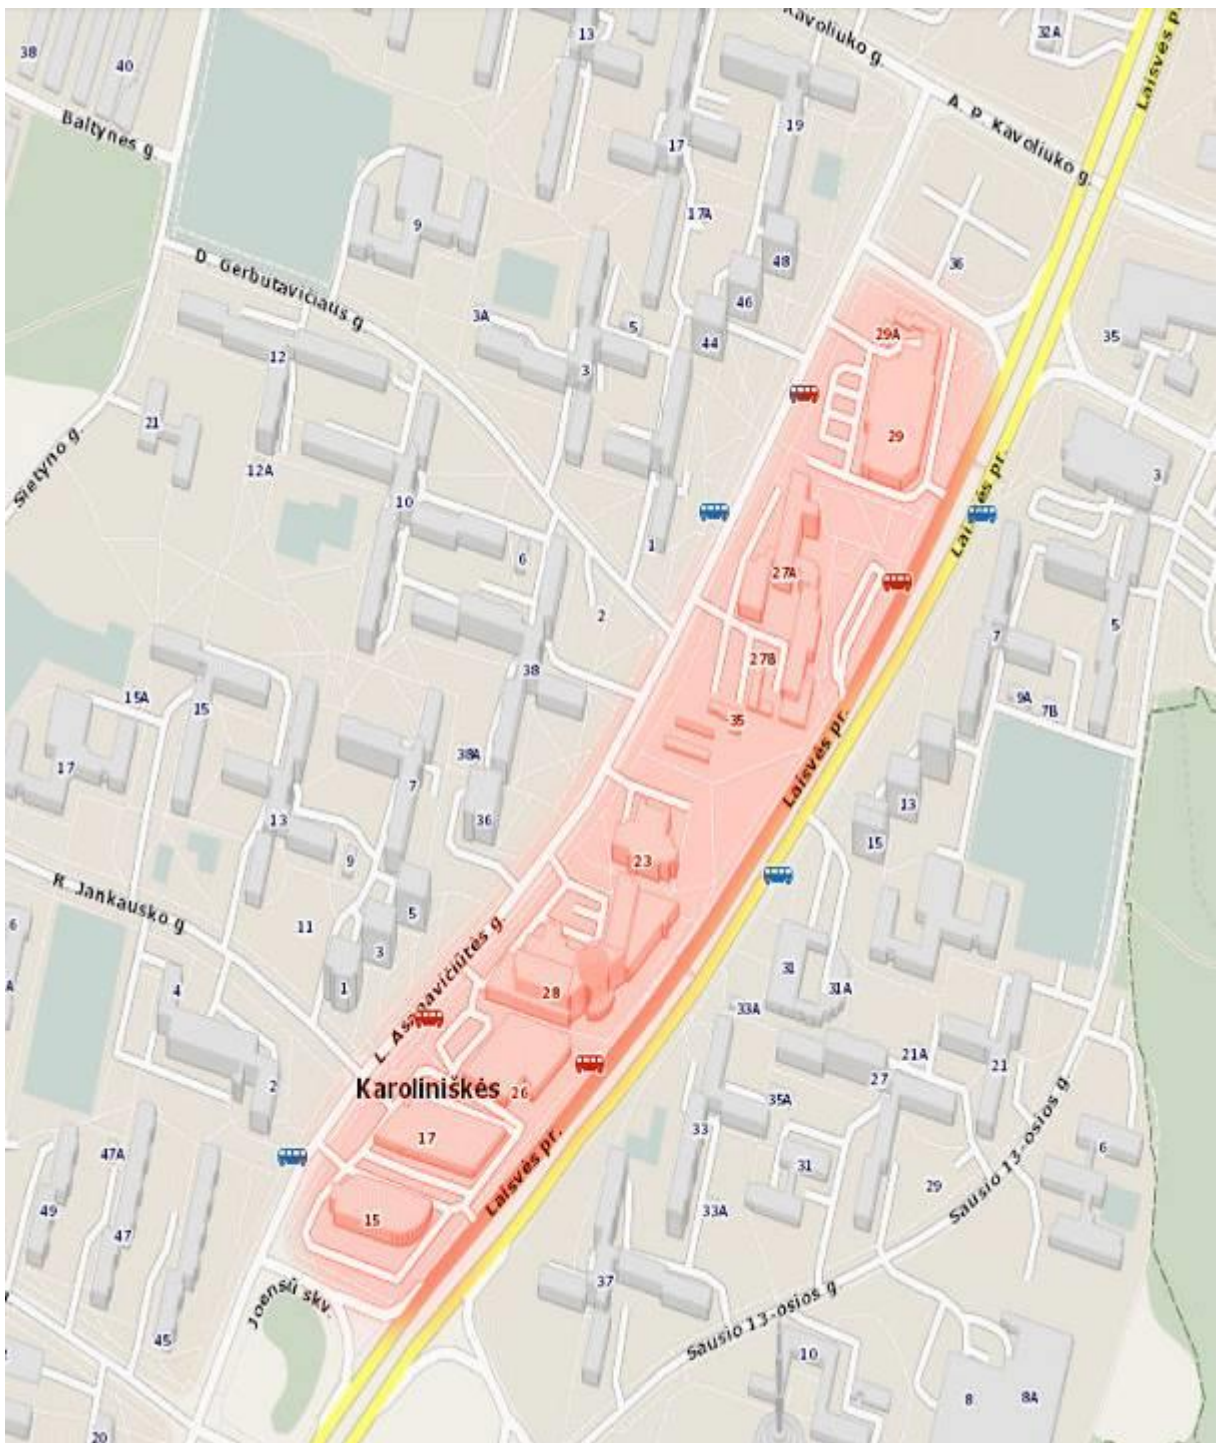 38
40
13
Kavoliuko g.
32A
Laisvės pr.
Baltynės g.
17
19
A. P. Kavoliuko g.
9
17A
D. Gerbutavičiaus g
48
36
46
3A
5
44
29A
35
12
3
21
29
Sietyno g.
12A
3
10
Laisvės pr.
1
6
27A
2
7
5
38
27B
15A
15
9A
7B
35
38A
Laisvės pr.
17
7
13
13
36
15
9
23
R. Jankausko g
5
6
11
L. Asanavičiūtės g.
3
31
A
4
1
28
31A
33A
21A
21
2
Karoliniškės
26
27
35A
17
33
47A
31
6
Sausio 13-osios g
49
15
Laisvės pr.
33A
29
47
37
Joensū skv.
45
Sausio 13-osios g
10
8
8A
20